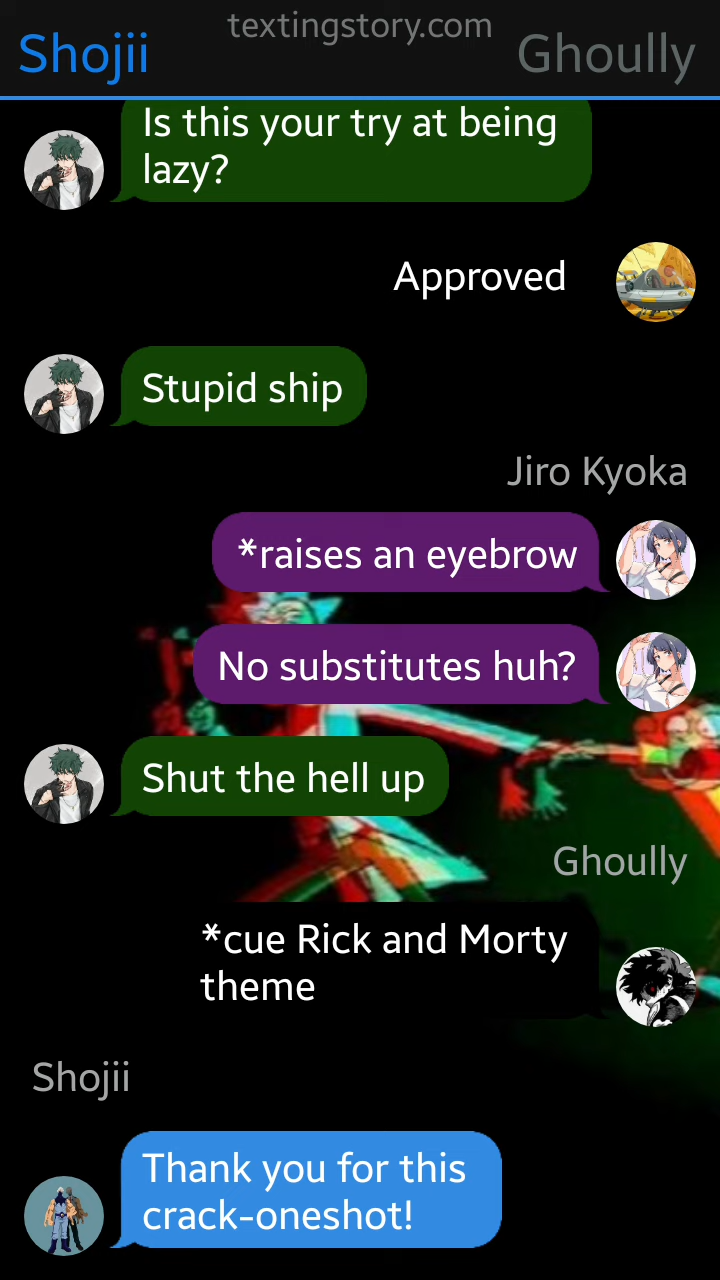 textingstory.com
Shojii
Ghoully
Is this your try at being
lazy?
Approved
Stupid ship
Jiro Kyoka
*raises an eyebrow
No substitutes huh?
Shut the hell up
Ghoully
*cue Rick and Morty
theme
Shojii
Thank you for this
crack-oneshot!